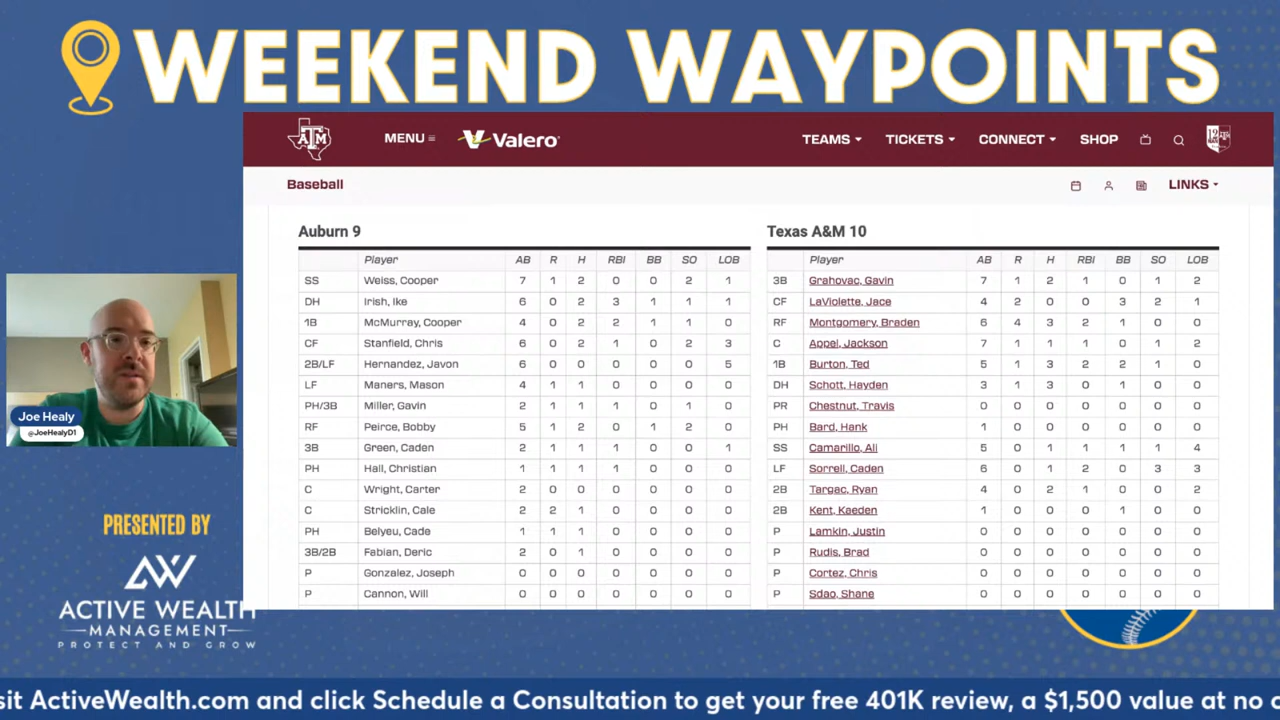 WEEKEND WAYPOINTS
MENU Valero TEAMS TICKETS CONNECT SHOP
Baseball LINKS
Auburn 9
Player AB R H RBI BB SO LOB
SS Weiss, Cooper 7 1 2 0 0 2 1
DH Irish, Ike 6 0 2 3 1 1 1
1B McMurray, Cooper 4 0 2 2 1 1 0
CF Stanfield, Chris 6 0 2 1 0 2 3
2B/LF Hernandez, Javon 6 0 0 0 0 0 5
LF Maners, Mason 4 1 1 0 0 0 0
PH/3B Miller, Gavin 2 1 1 1 0 1 0
RF Peirce, Bobby 5 1 2 0 1 2 0
3B Green, Caden 2 1 1 1 0 0 1
PH Hall, Christian 1 1 1 1 0 0 0
C Wright, Carter 2 0 0 0 0 0 0
C Stricklin, Cale 2 2 1 0 0 0 0
PH Belyeu, Cade 1 1 1 0 0 0 0
3B/2B Fabian, Deric 2 0 1 0 0 0 0
P Gonzalez, Joseph 0 0 0 0 0 0 0
P Cannon, Will 0 0 0 0 0 0 0
Texas A&M 10
Player AB R H RBI BB SO LOB
3B Grahovac, Gavin 7 1 2 1 0 1 2
CF LaViolette, Jace 4 2 0 0 3 2 1
RF Montgomery, Braden 6 4 3 2 1 0 0
C Appel, Jackson 7 1 1 1 0 1 2
1B Burton, Ted 5 1 3 2 2 1 0
DH Schott, Hayden 3 1 3 0 1 0 0
PR Chestnut, Travis 0 0 0 0 0 0 0
PH Bard, Hank 1 0 0 0 0 0 0
SS Camarillo, Ali 5 0 1 1 1 1 4
LF Sorrell, Caden 6 0 1 2 0 3 3
2B Targac, Ryan 4 0 2 1 0 0 2
2B Kent, Kaeden 1 0 0 0 1 0 0
P Lamkin, Justin 0 0 0 0 0 0 0
P Rudis, Brad 0 0 0 0 0 0 0
P Cortez, Chris 0 0 0 0 0 0 0
P Sdao, Shane 0 0 0 0 0 0 0
Joe Healy
@JoeHealyD1
PRESENTED BY
AW
ACTIVE WEALTH
MANAGEMENT
PROTECT AND GROW
sit ActiveWealth.com and click Schedule a Consultation to get your free 401K review, a $1,500 value at no c